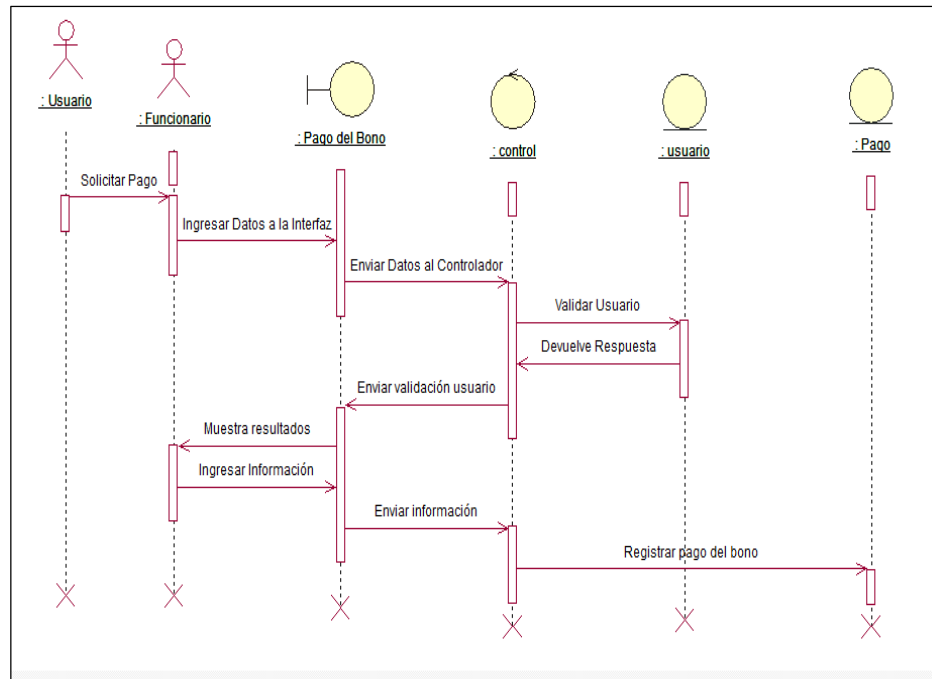 : Usuario
: Funcionario
: Pago del Bono
: control
: usuario
: Pago
Solicitar Pago
Ingresar Datos a la Interfaz
Enviar Datos al Controlador
Validar Usuario
Devuelve Respuesta
Enviar validación usuario
Muestra resultados
Ingresar Información
Enviar información
Registrar pago del bono